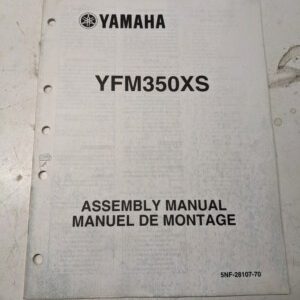 YAMAHA
YFM350XS
ASSEMBLY MANUAL
MANUEL DE MONTAGE
5NF-28107-70